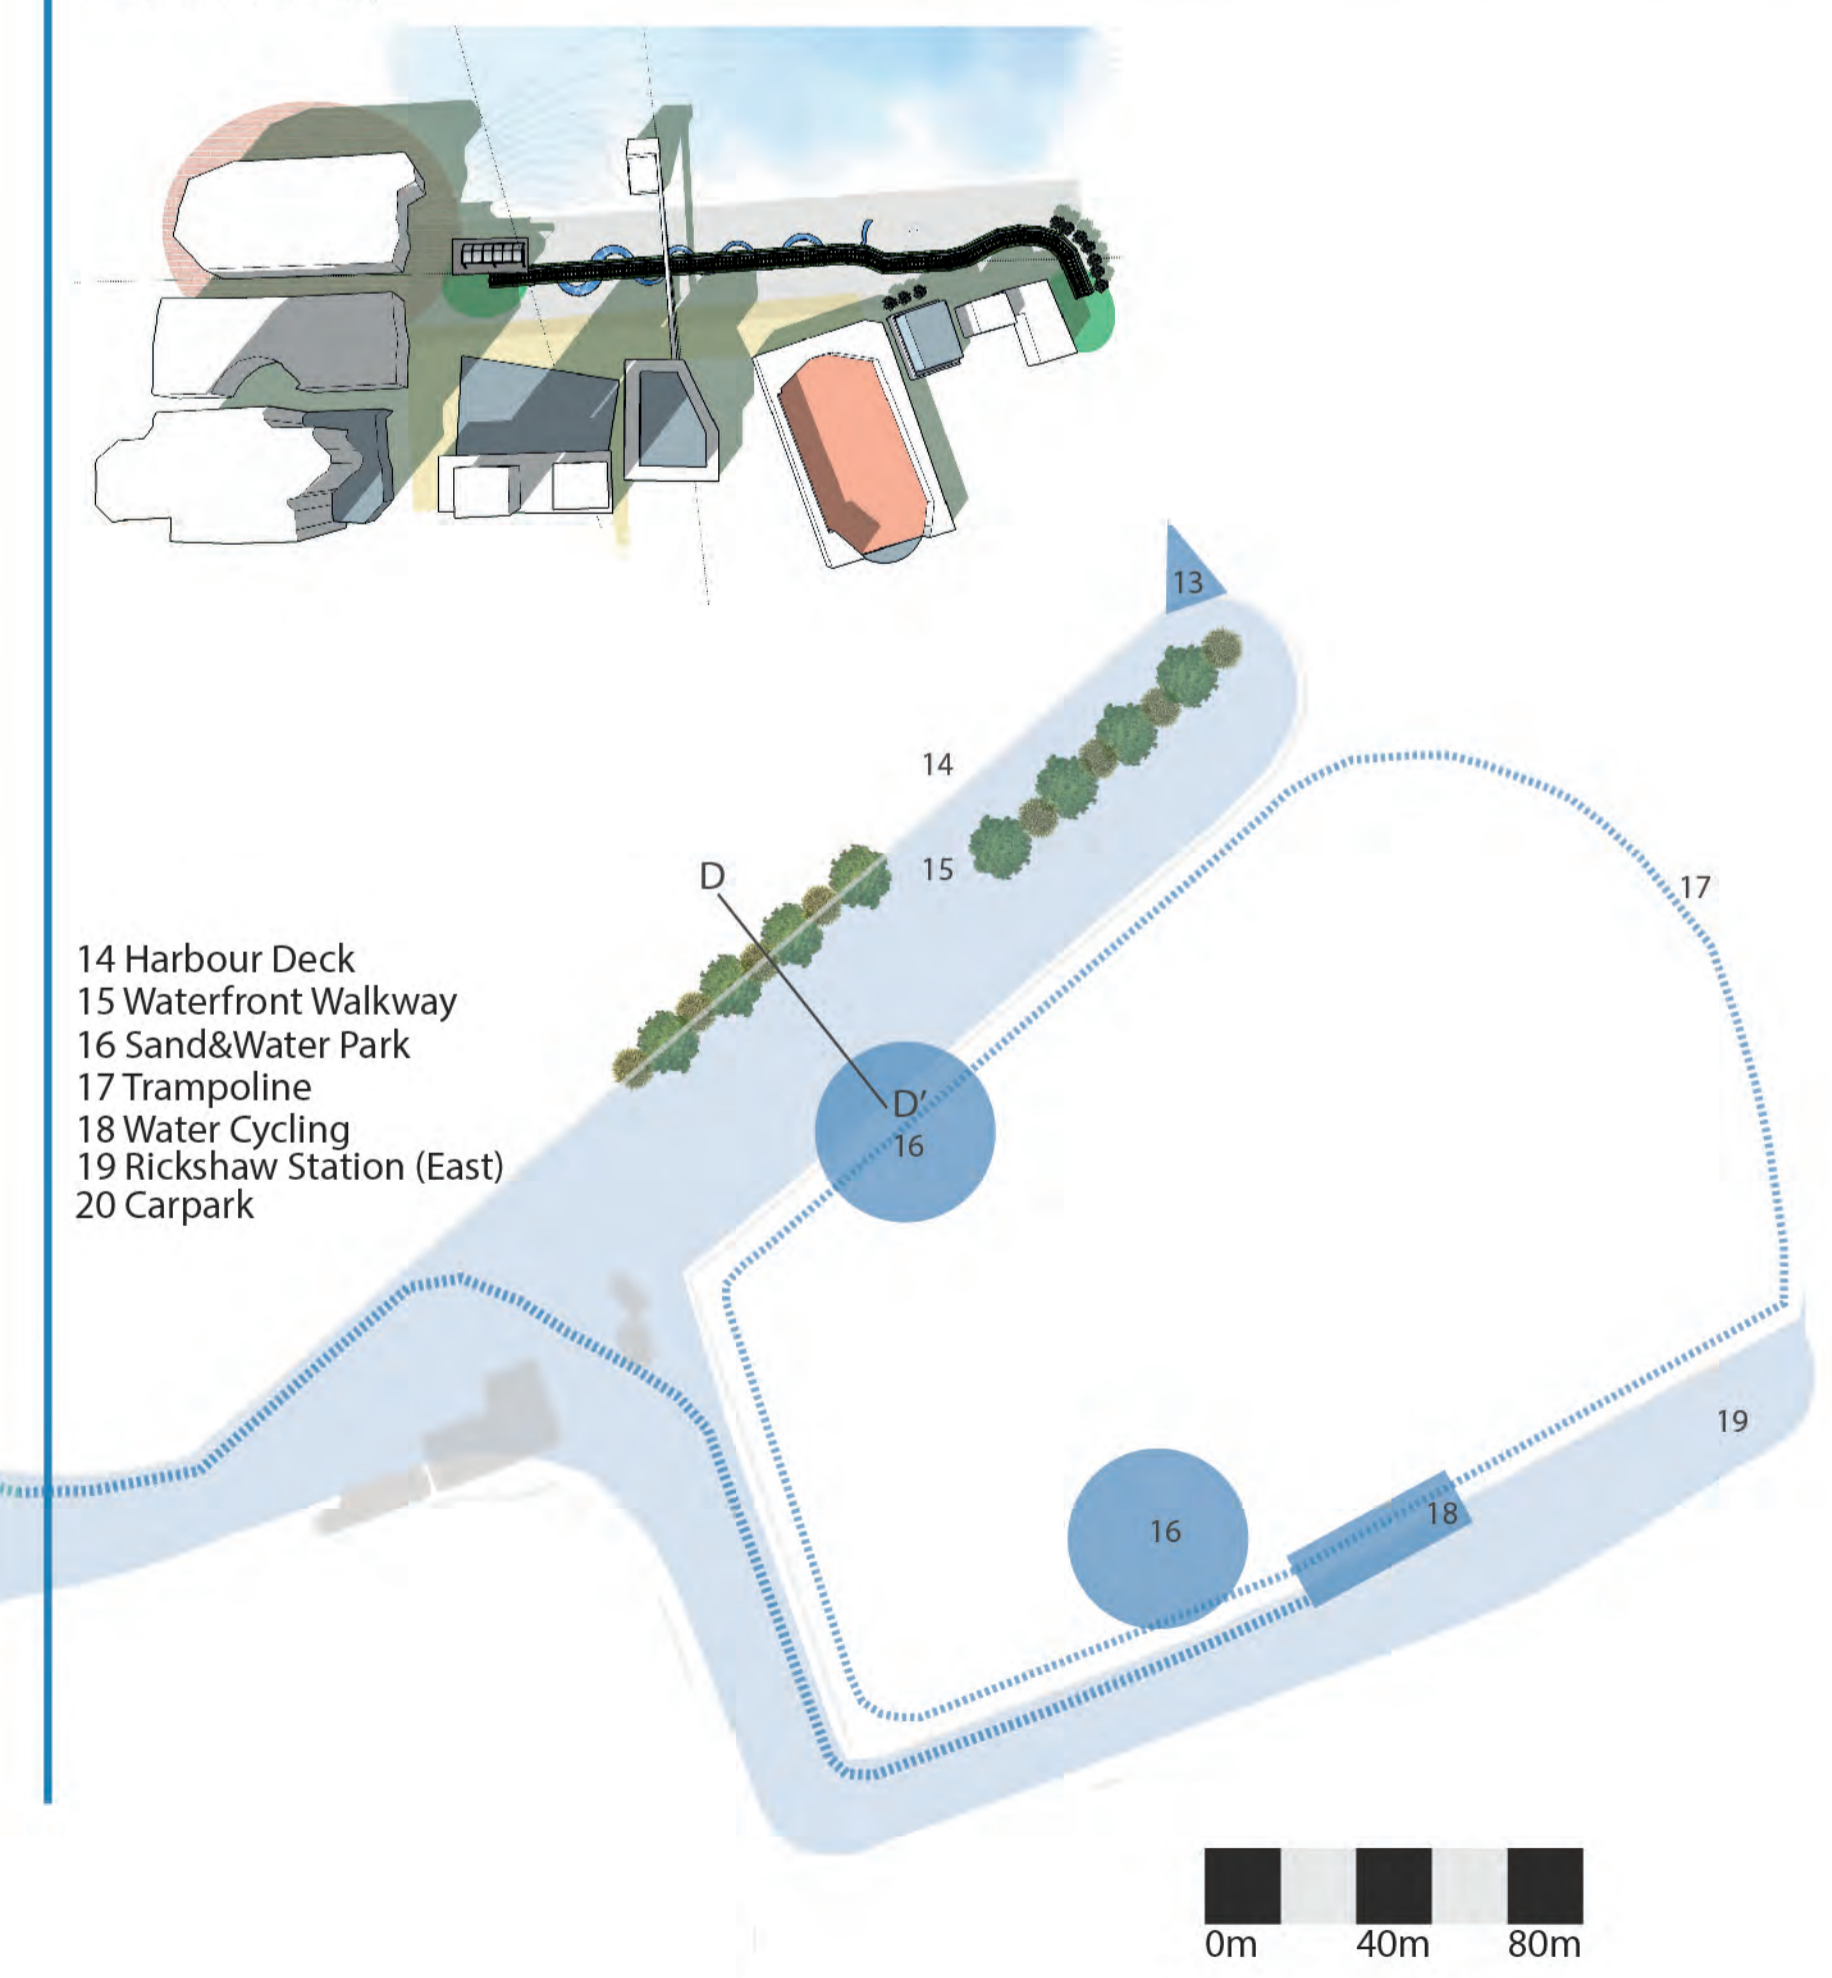 13
14
D
15
17
14 Harbour Deck
15 Waterfront Walkway
16 Sand&Water Park
17 Trampoline
18 Water Cycling
19 Rickshaw Station (East)
20 Carpark
D'
16
19
18
16
0m 40m 80m